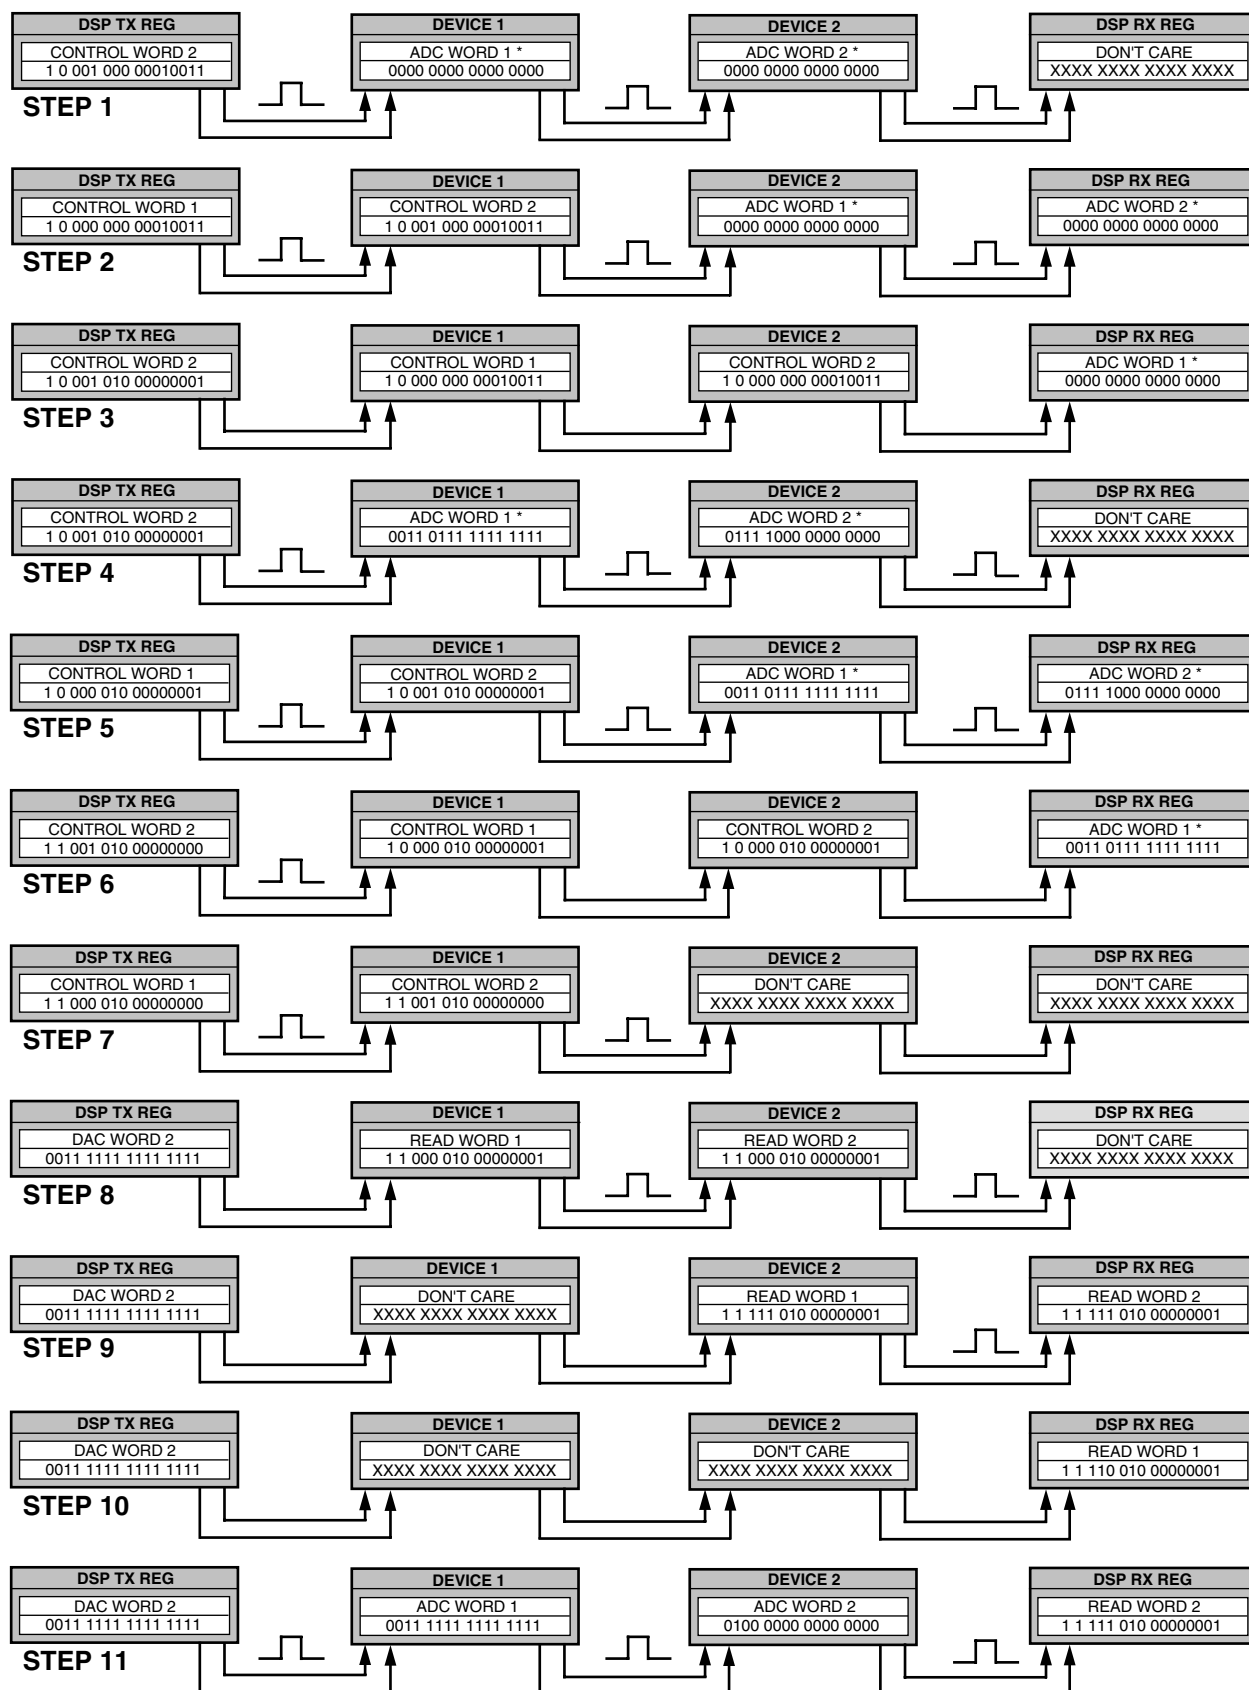 DSP TX REG DEVICE 1 DEVICE 2 DSP RX REG
CONTROL WORD 2 ADC WORD 1 * ADC WORD 2 * DON'T CARE
1 0 001 000 00010011 0000 0000 0000 0000 0000 0000 0000 0000 XXXX XXXX XXXX XXXX
STEP 1
DSP TX REG DEVICE 1 DEVICE 2 DSP RX REG
CONTROL WORD 1 CONTROL WORD 2 ADC WORD 1 * ADC WORD 2 *
1 0 000 000 00010011 1 0 001 000 00010011 0000 0000 0000 0000 0000 0000 0000 0000
STEP 2
DSP TX REG DEVICE 1 DEVICE 2 DSP RX REG
CONTROL WORD 2 CONTROL WORD 1 CONTROL WORD 2 ADC WORD 1 *
1 0 001 010 00000001 1 0 000 000 00010011 1 0 000 000 00010011 0000 0000 0000 0000
STEP 3
DSP TX REG DEVICE 1 DEVICE 2 DSP RX REG
CONTROL WORD 2 ADC WORD 1 * ADC WORD 2 * DON'T CARE
1 0 001 010 00000001 0011 0111 1111 1111 0111 1000 0000 0000 XXXX XXXX XXXX XXXX
STEP 4
DSP TX REG DEVICE 1 DEVICE 2 DSP RX REG
CONTROL WORD 1 CONTROL WORD 2 ADC WORD 1 * ADC WORD 2 *
1 0 000 010 00000001 1 0 001 010 00000001 0011 0111 1111 1111 0111 1000 0000 0000
STEP 5
DSP TX REG DEVICE 1 DEVICE 2 DSP RX REG
CONTROL WORD 2 CONTROL WORD 1 CONTROL WORD 2 ADC WORD 1 *
1 1 001 010 00000000 1 0 000 010 00000001 1 0 000 010 00000001 0011 0111 1111 1111
STEP 6
DSP TX REG DEVICE 1 DEVICE 2 DSP RX REG
CONTROL WORD 1 CONTROL WORD 2 DON'T CARE DON'T CARE
1 1 000 010 00000000 1 1 001 010 00000000 XXXX XXXX XXXX XXXX XXXX XXXX XXXX XXXX
STEP 7
DSP TX REG DEVICE 1 DEVICE 2 DSP RX REG
DAC WORD 2 READ WORD 1 READ WORD 2 DON'T CARE
0011 1111 1111 1111 1 1 000 010 00000001 1 1 000 010 00000001 XXXX XXXX XXXX XXXX
STEP 8
DSP TX REG DEVICE 1 DEVICE 2 DSP RX REG
DAC WORD 2 DON'T CARE READ WORD 1 READ WORD 2
0011 1111 1111 1111 XXXX XXXX XXXX XXXX 1 1 111 010 00000001 1 1 111 010 00000001
STEP 9
DSP TX REG DEVICE 1 DEVICE 2 DSP RX REG
DAC WORD 2 DON'T CARE DON'T CARE READ WORD 1
0011 1111 1111 1111 XXXX XXXX XXXX XXXX XXXX XXXX XXXX XXXX 1 1 110 010 00000001
STEP 10
DSP TX REG DEVICE 1 DEVICE 2 DSP RX REG
DAC WORD 2 ADC WORD 1 ADC WORD 2 READ WORD 2
0011 1111 1111 1111 0011 1111 1111 1111 0100 0000 0000 0000 1 1 111 010 00000001
STEP 11